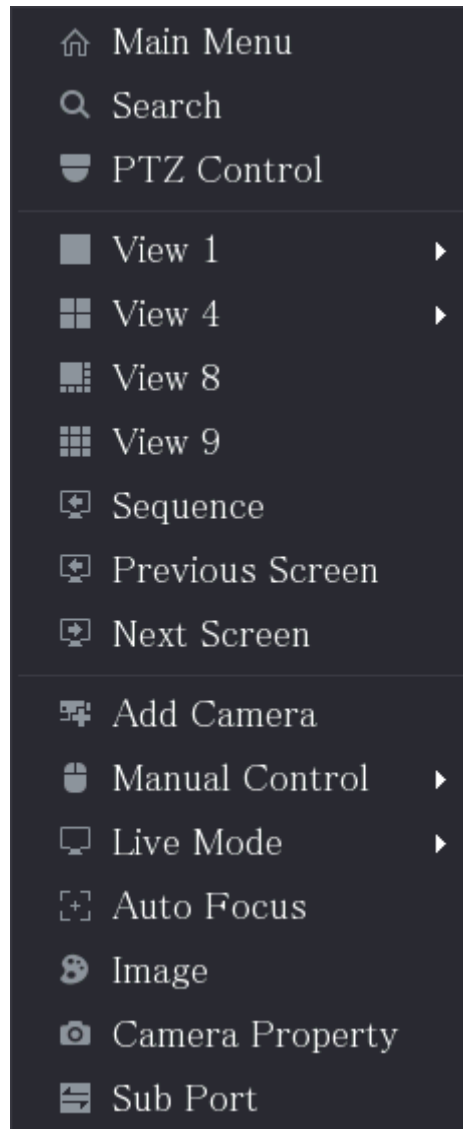 Main Menu
Search
PTZ Control
View 1
View 4
View 8
View 9
Sequence
Previous Screen
Next Screen
Add Camera
Manual Control
Live Mode
Auto Focus
Image
Camera Property
Sub Port